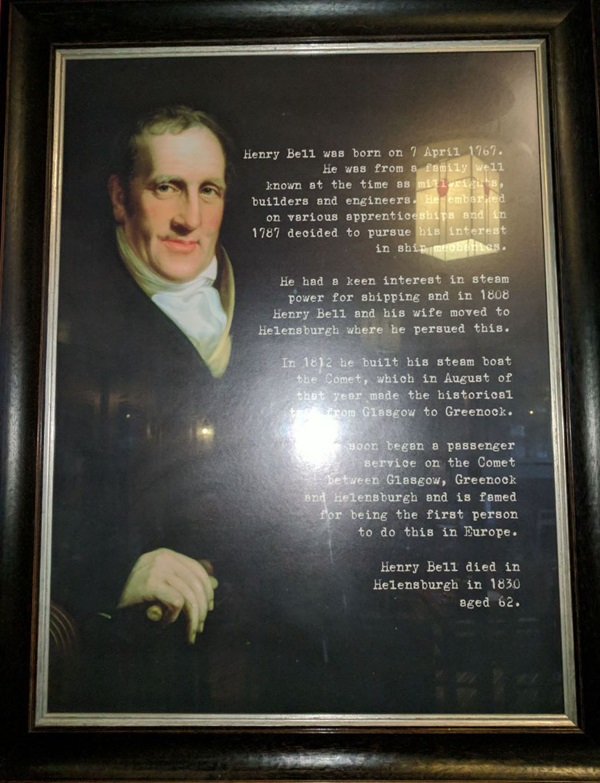 Henry Bell was born on 7 April 1767.
He was from a family well
known at the time as millwrights,
builders and engineers. He embarked
on various apprenticeships and in
1787 decided to pursue his interest
in ship mechanics.
He had a keen interest in steam
power for shipping and in 1808
Henry Bell and his wife moved to
Helensburgh where he persued this.
In 1812 he built his steam boat
the Comet, which in August of
that year made the historical
from Glasgow to Greenock.
soon began a passenger
service on the Comet
between Glasgow, Greenock
and Helensburgh and is famed
for being the first person
to do this in Europe.
Henry Bell died in
Helensburgh in 1830
aged 62.